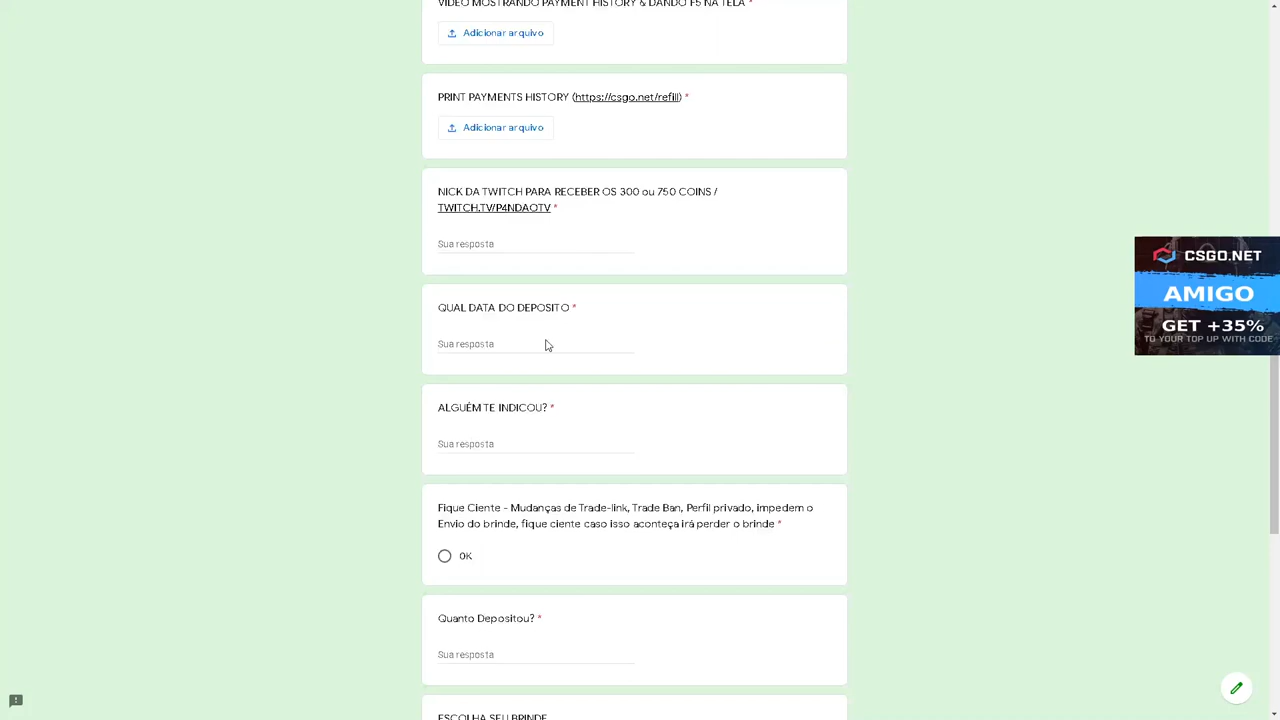 VIDEO MOSTRANDO PAYMENT HISTORY & DANDO F5 NA TELA *
Adicionar arquivo
PRINT PAYMENTS HISTORY (https://csgo.net/refill) *
Adicionar arquivo
NICK DA TWITCH PARA RECEBER OS 300 ou 750 COINS /
TWITCH.TV/P4NDAOTV *
Sua resposta
QUAL DATA DO DEPOSITO *
Sua resposta
ALGUÉM TE INDICOU? *
Sua resposta
Fique Ciente - Mudanças de Trade-link, Trade Ban, Perfil privado, impedem o
Envio do brinde, fique ciente caso isso aconteça irá perder o brinde *
OK
Quanto Depositou? *
Sua resposta
ESCOLHA SEU BRINDE
CSGO.NET
AMIGO
GET +35%
TO YOUR TOP UP WITH CODE